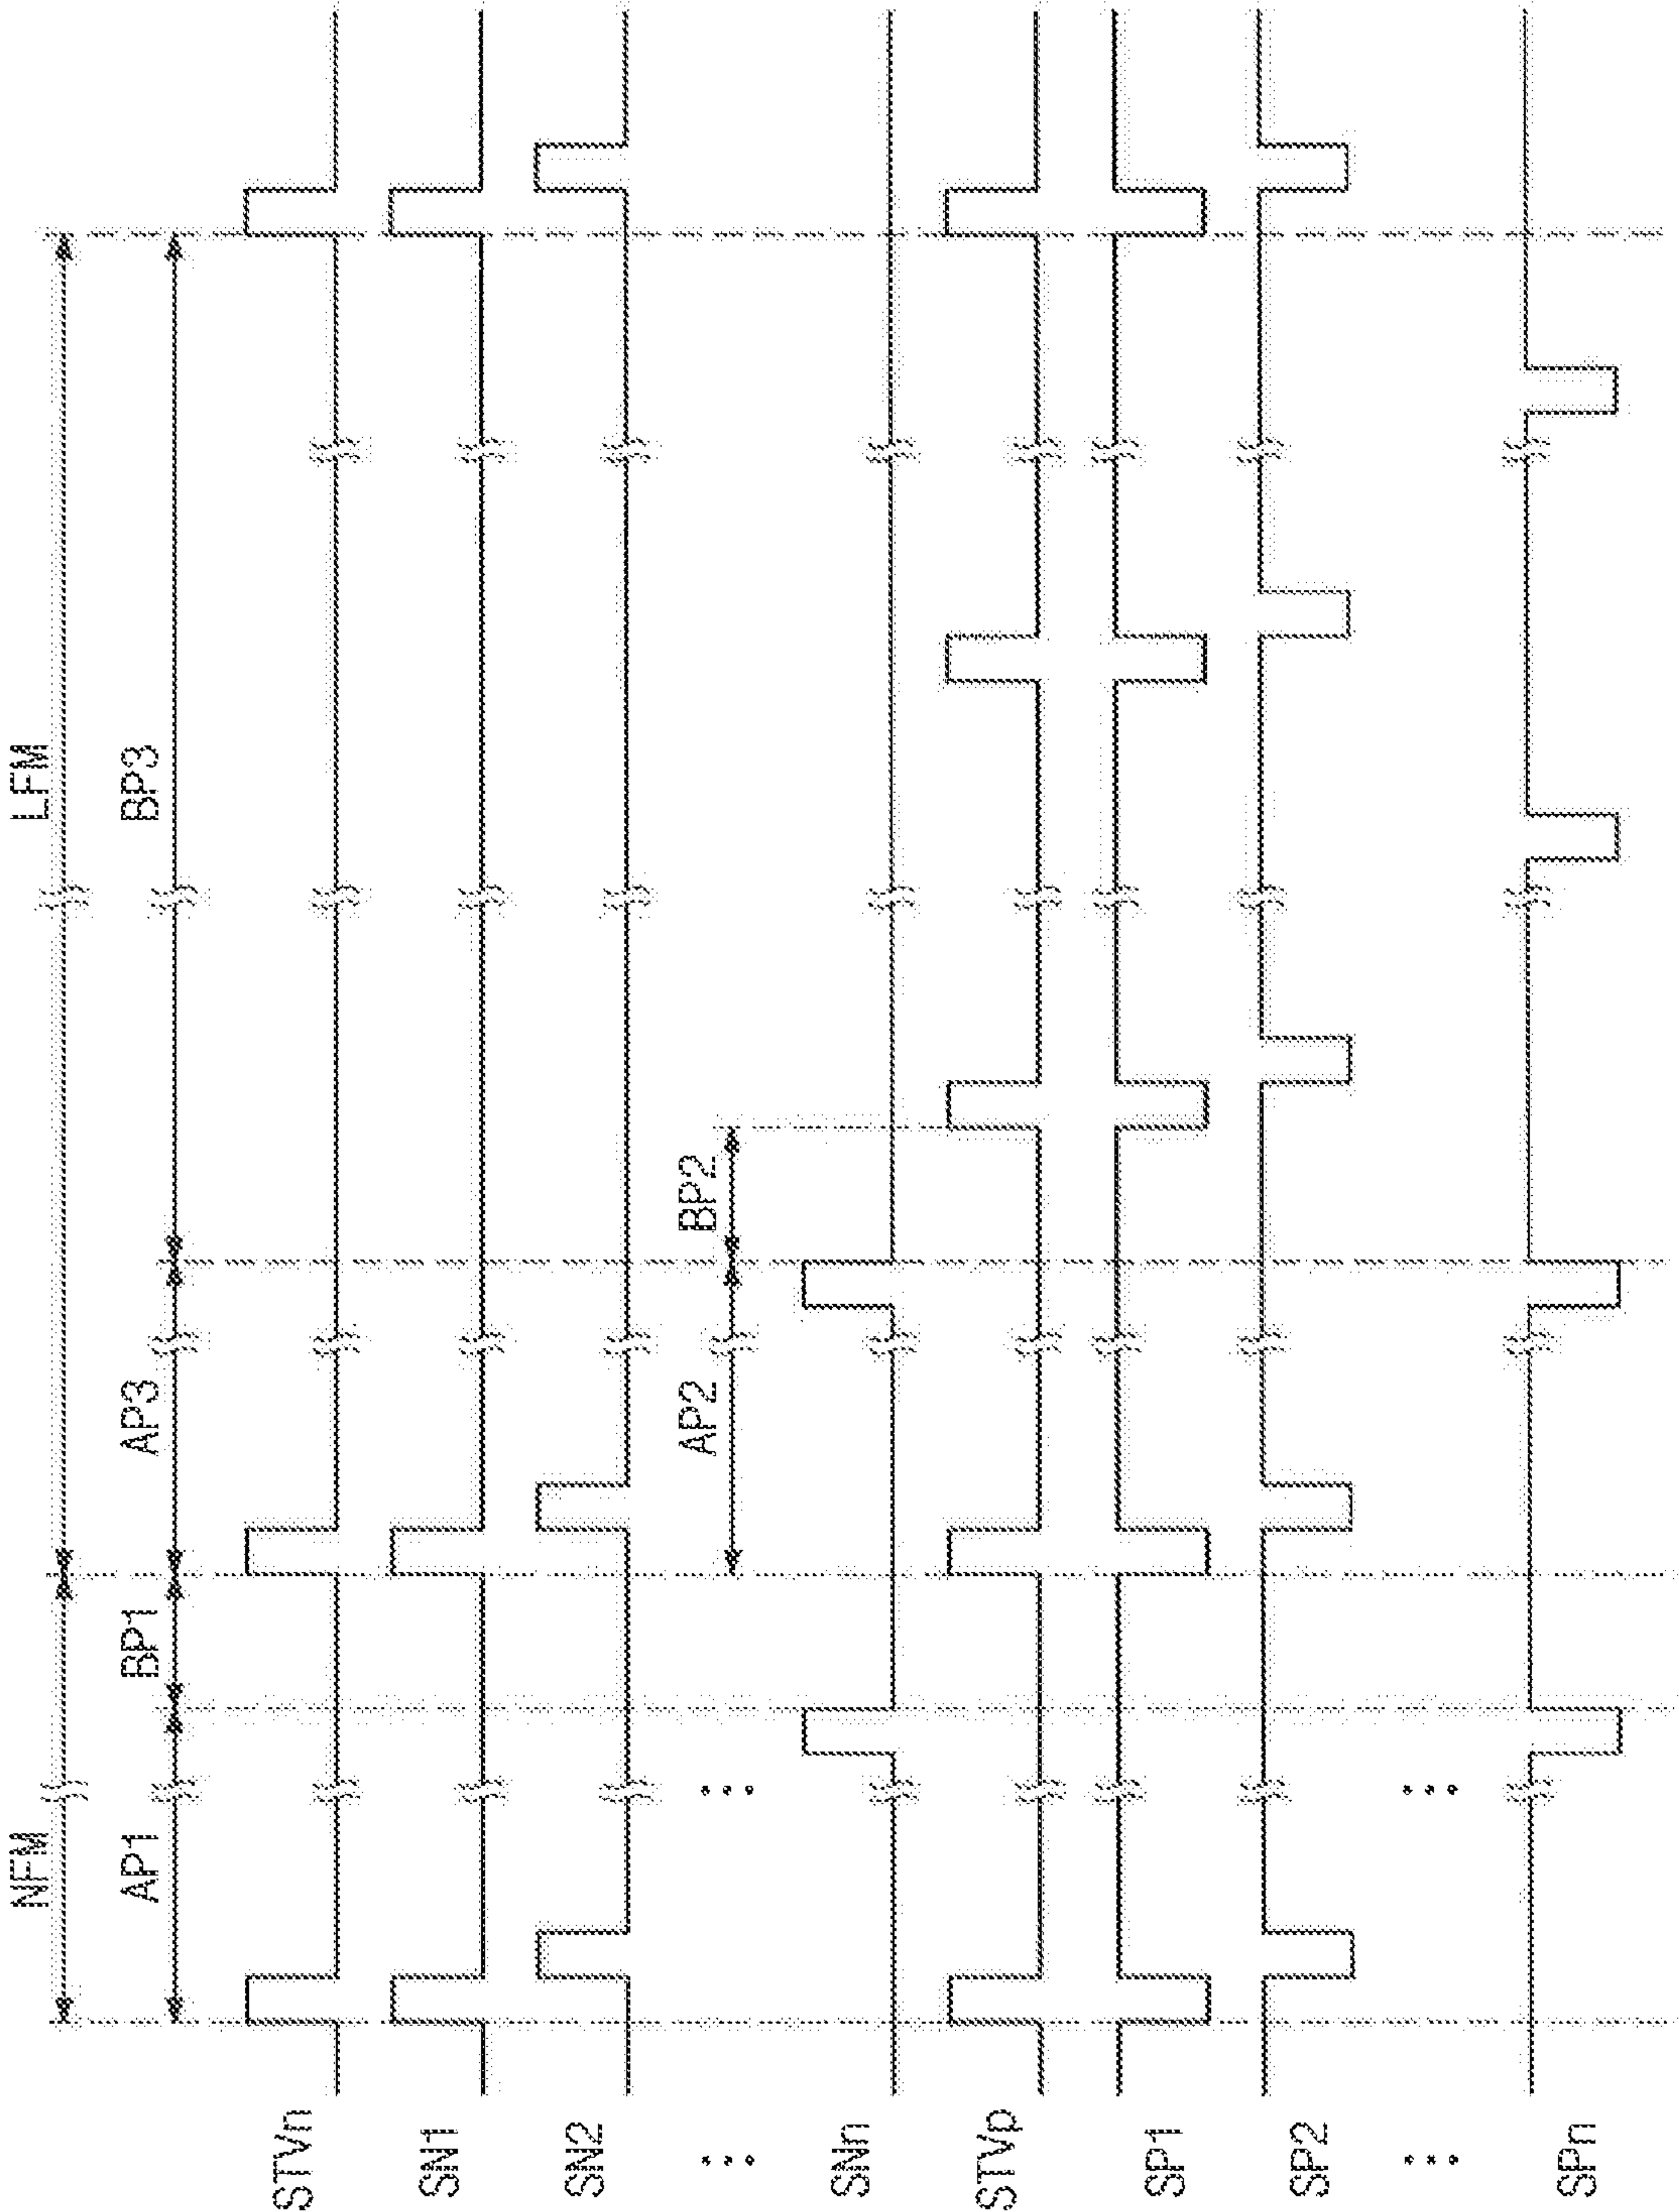 NFM LFM
AP1 BP1 AP3 BP3
STVn
SN1
SN2
...
...
AP2 BP2
SNn
STVp
SP1
SP2
...
...
SPn